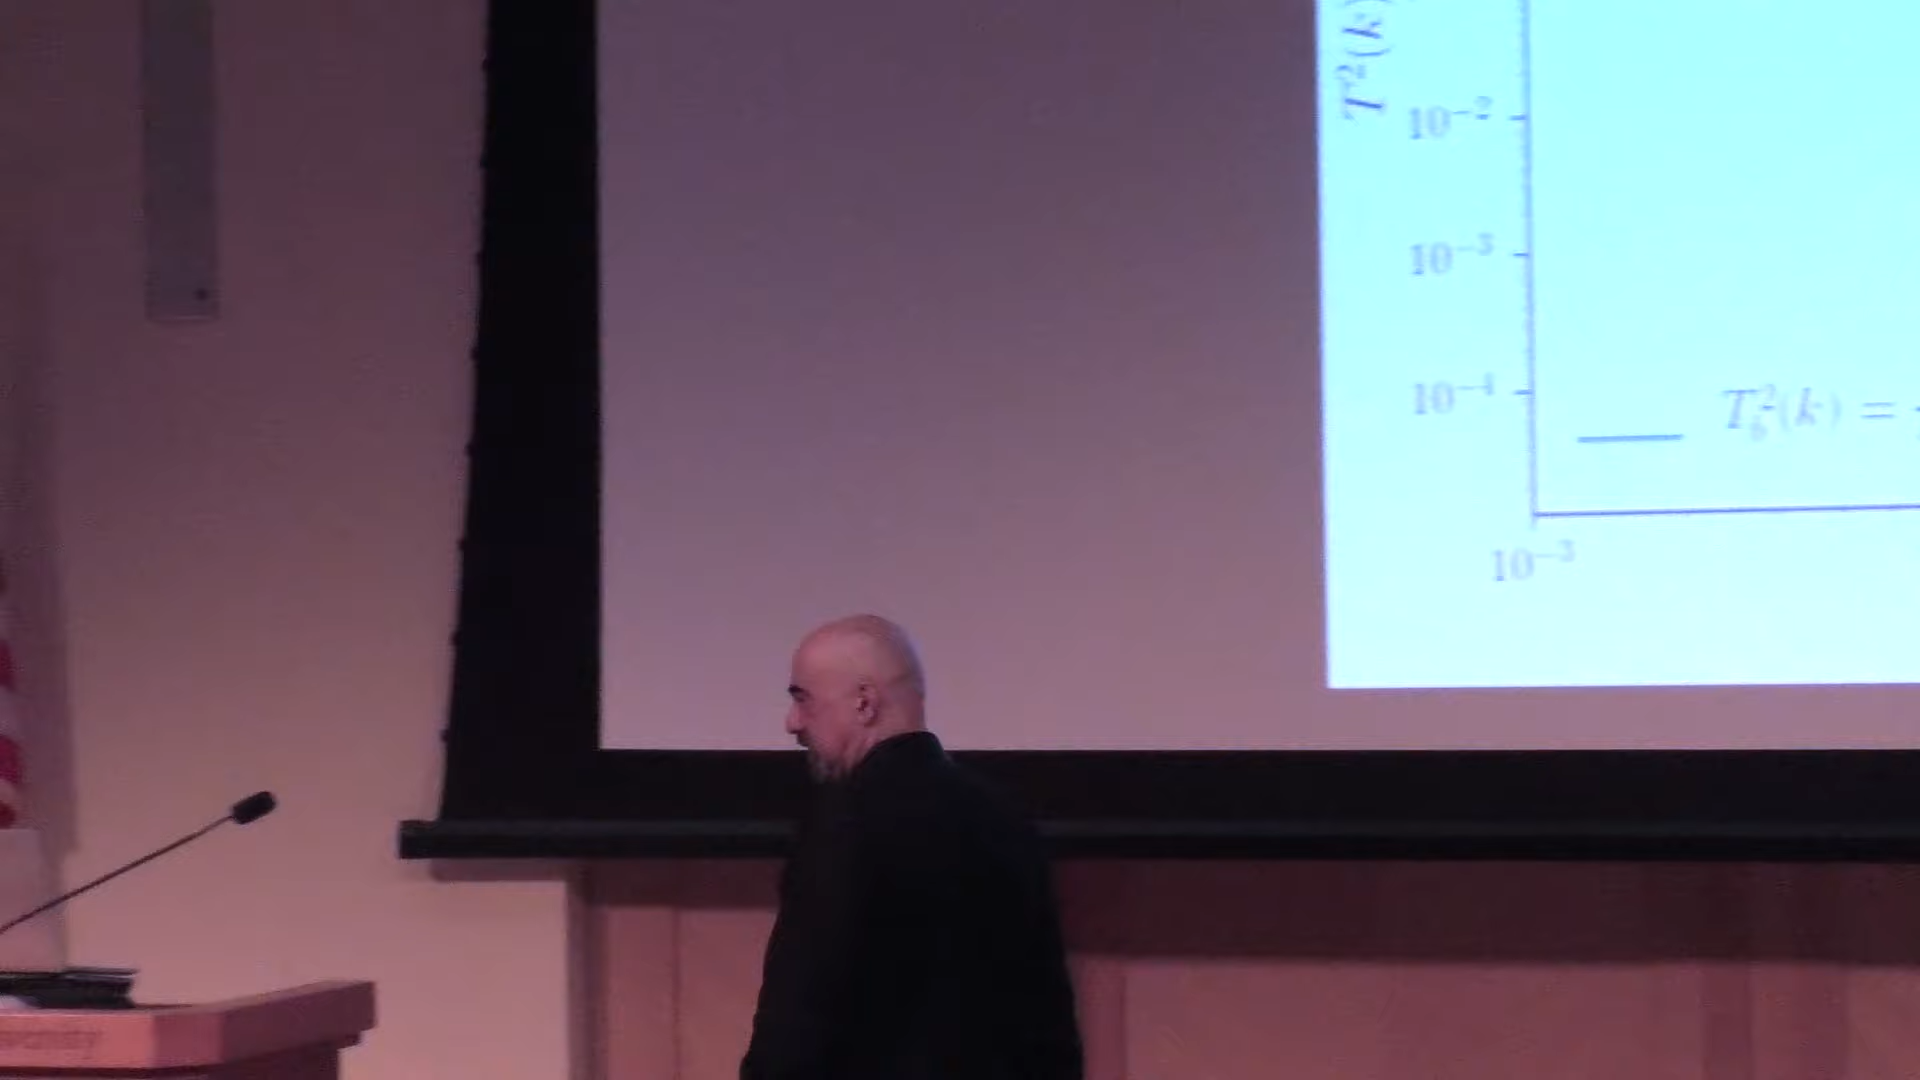 T²(k)
10⁻²
10⁻³
10⁻⁴
T_b²(k) =
10⁻³